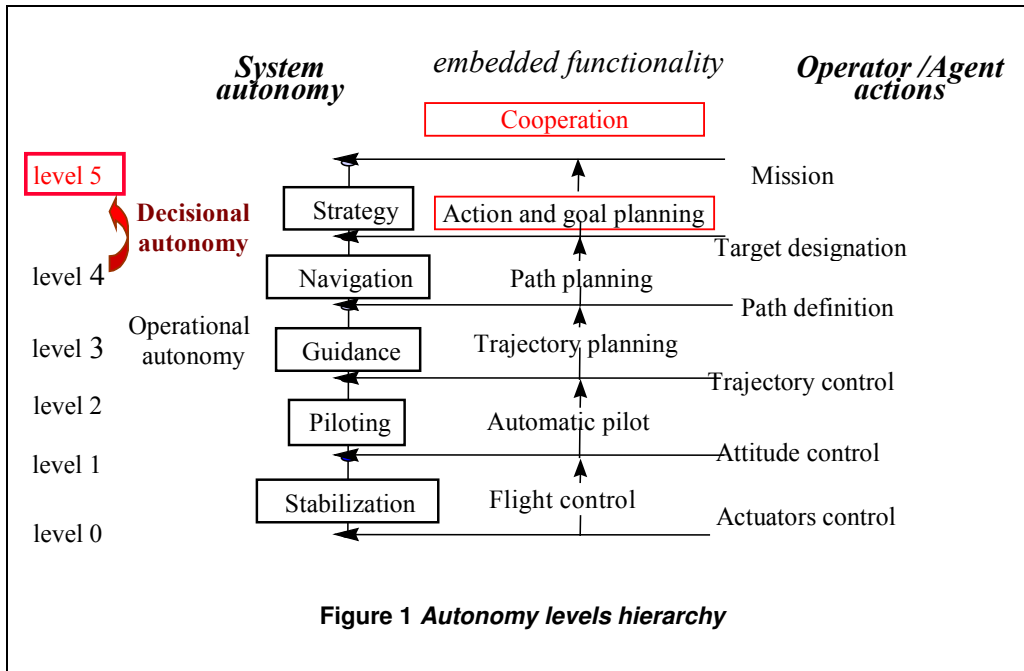 System
autonomy
embedded functionality
Operator /Agent
actions
Cooperation
level 5
Mission
Strategy
Action and goal planning
Decisional
autonomy
Target designation
level 4
Navigation
Path planning
Path definition
Operational
autonomy
level 3
Guidance
Trajectory planning
Trajectory control
level 2
Piloting
Automatic pilot
Attitude control
level 1
Stabilization
Flight control
Actuators control
level 0
Figure 1 Autonomy levels hierarchy